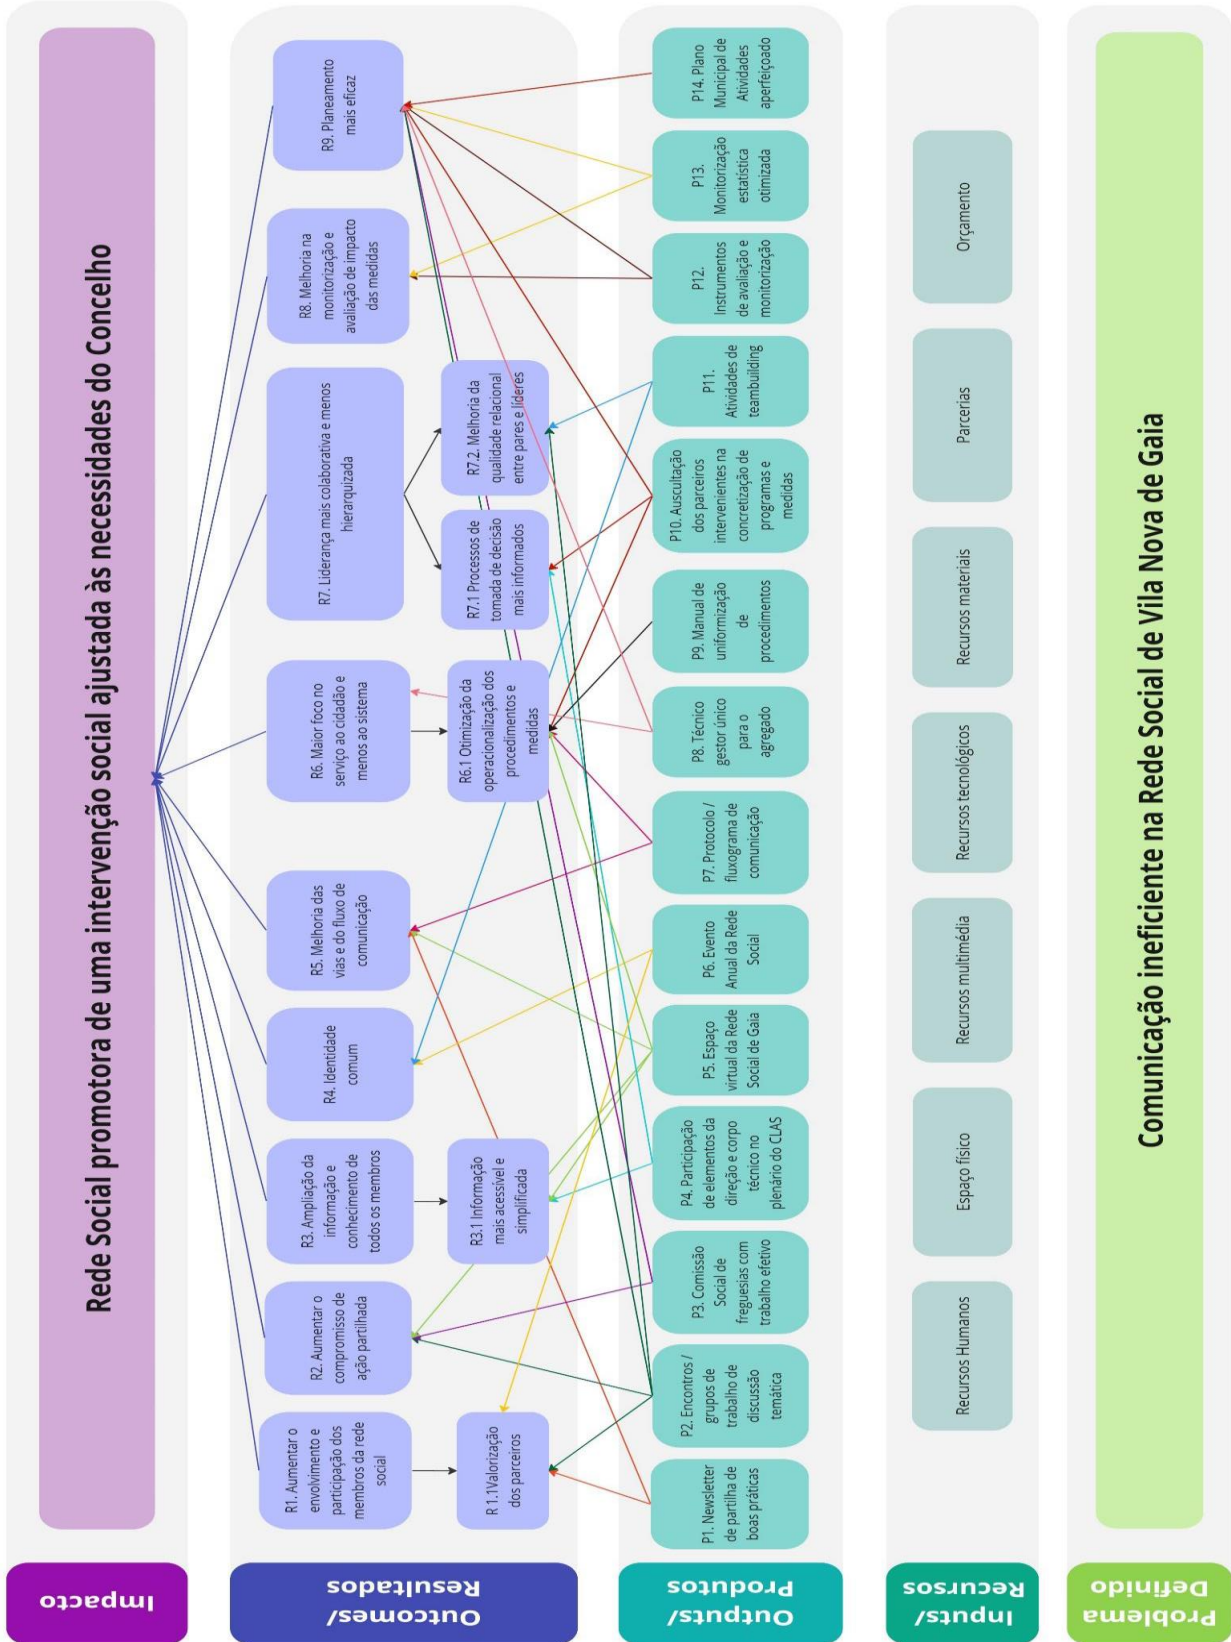 Impacto
Rede Social promotora de uma intervenção social ajustada às necessidades do Concelho
Outcomes/
Resultados
R1. Aumentar o
envolvimento e
participação dos
membros da rede
social
R2. Aumentar o
compromisso de
ação partilhada
R3. Ampliação da
informação e
conhecimento de
todos os membros
R4. Identidade
comum
R5. Melhoria das
vias e do fluxo de
comunicação
R6. Maior foco no
serviço ao cidadão e
menos ao sistema
R7. Liderança mais colaborativa e menos
hierarquizada
R8. Melhoria na
monitorização e
avaliação de impacto
das medidas
R9. Planeamento
mais eficaz
R 1.1Valorização
dos parceiros
R3.1 Informação
mais acessível e
simplificada
R6.1 Otimização da
operacionalização dos
procedimentos e
medidas
R7.1 Processos de
tomada de decisão
mais informados
R7.2. Melhoria da
qualidade relacional
entre pares e líderes
Outputs/
Produtos
P1. Newsletter
de partilha de
boas práticas
P2. Encontros /
grupos de
trabalho de
discussão
temática
P3. Comissão
Social de
freguesias com
trabalho efetivo
P4. Participação
de elementos da
direção e corpo
técnico no
plenário do CLAS
P5. Espaço
virtual da Rede
Social de Gaia
P6. Evento
Anual da Rede
Social
P7. Protocolo /
fluxograma de
comunicação
P8. Técnico
gestor único
para o
agregado
P9. Manual de
uniformização
de
procedimentos
P10. Auscultação
dos parceiros
intervenientes na
concretização de
programas e
medidas
P11.
Atividades de
teambuilding
P12.
Instrumentos
de avaliação e
monitorização
P13.
Monitorização
estatística
otimizada
P14. Plano
Municipal de
Atividades
aperfeiçoado
Inputs/
Recursos
Recursos Humanos
Espaço físico
Recursos multimédia
Recursos tecnológicos
Recursos materiais
Parcerias
Orçamento
Problema
Definido
Comunicação ineficiente na Rede Social de Vila Nova de Gaia